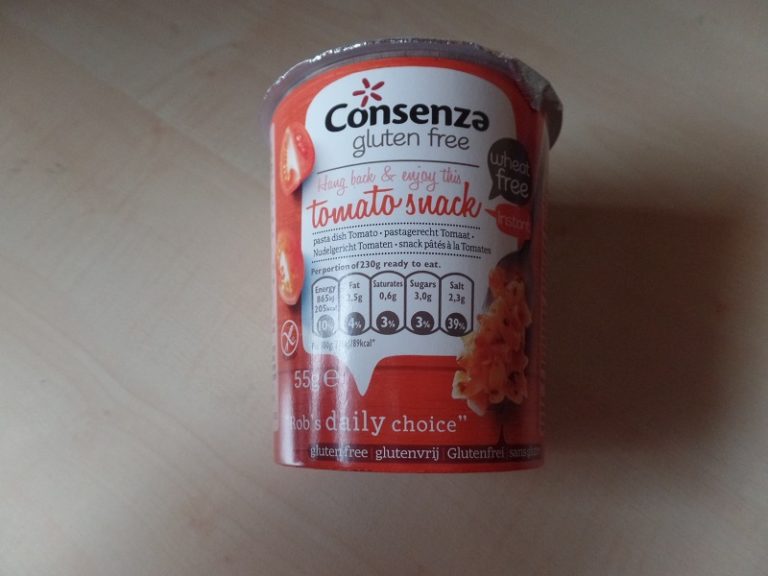 Consenza
gluten free
wheat
free
Hang back & enjoy this
tomato snack
Instant
pasta dish Tomato • pastagerecht Tomaat •
Nudelgericht Tomaten • snack pâtés à la Tomates
Per portion of 230g ready to eat.
Energy Fat Saturates Sugars Salt
865kJ 2,5g 0,6g 3,0g 2,3g
205kcal
10% 4% 3% 3% 39%
/89kcal*
55g e
"Rob's daily choice"
gluten free | glutenvrij | Glutenfrei | sans